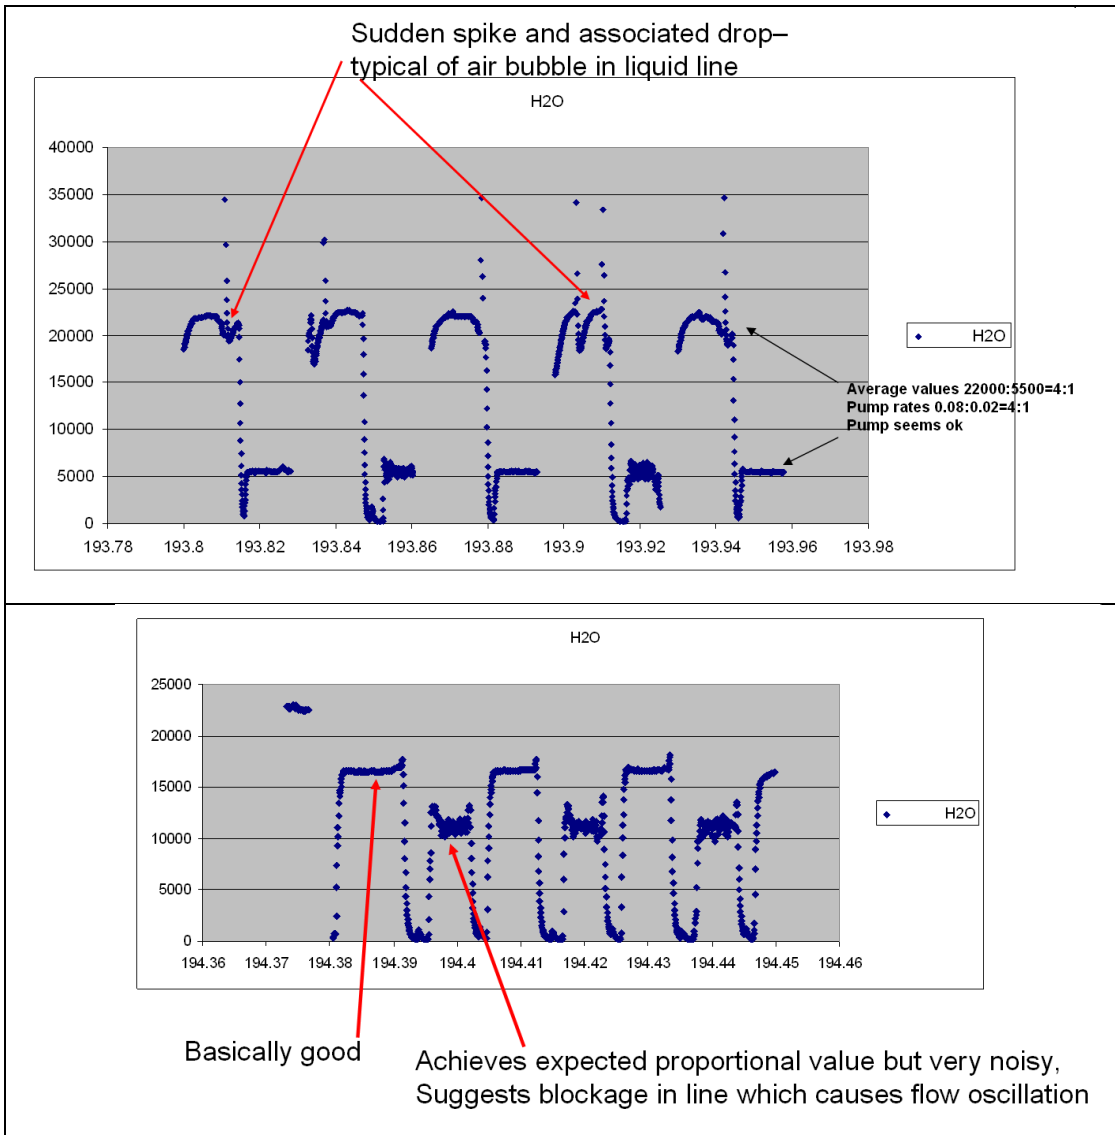 Sudden spike and associated drop–
typical of air bubble in liquid line
H2O
40000
35000
30000
25000
20000
15000
10000
5000
0
193.78 193.8 193.82 193.84 193.86 193.88 193.9 193.92 193.94 193.96 193.98
H2O
Average values 22000:5500=4:1
Pump rates 0.08:0.02=4:1
Pump seems ok
H2O
25000
20000
15000
10000
5000
0
194.36 194.37 194.38 194.39 194.4 194.41 194.42 194.43 194.44 194.45 194.46
H2O
Basically good
Achieves expected proportional value but very noisy,
Suggests blockage in line which causes flow oscillation